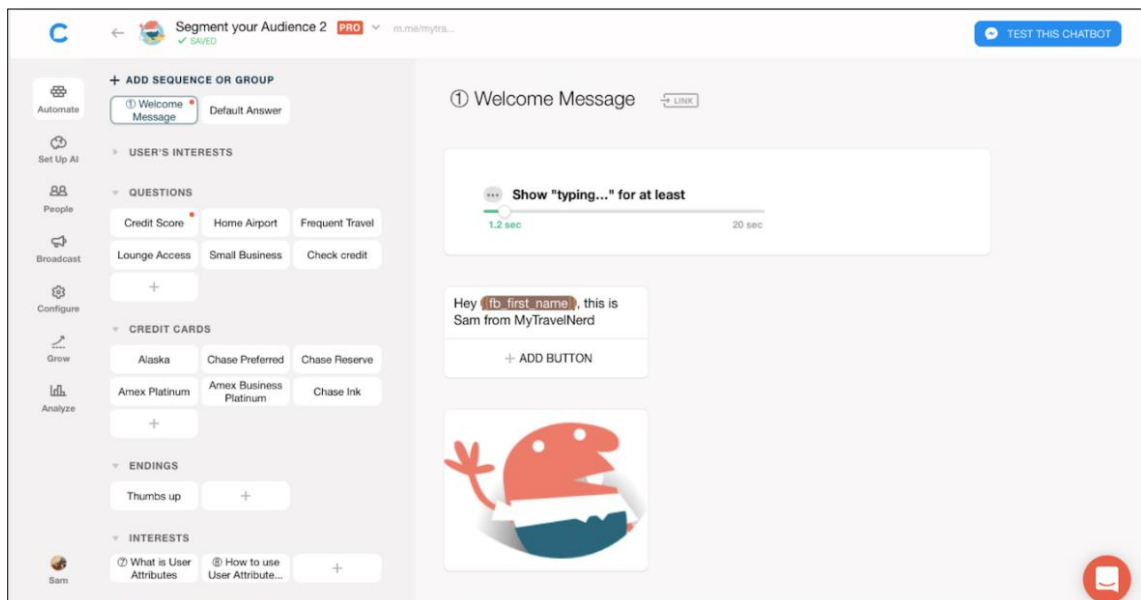 Segment your Audience 2 PRO m.me/mytra...
✓ SAVED
TEST THIS CHATBOT
Automate
Set Up AI
People
Broadcast
Configure
Grow
Analyze
Sam
+ ADD SEQUENCE OR GROUP
① Welcome
Message
Default Answer
USER'S INTERESTS
QUESTIONS
Credit Score
Home Airport
Frequent Travel
Lounge Access
Small Business
Check credit
+
CREDIT CARDS
Alaska
Chase Preferred
Chase Reserve
Amex Platinum
Amex Business
Platinum
Chase Ink
+
ENDINGS
Thumbs up
+
INTERESTS
⑦ What is User
Attributes
⑧ How to use
User Attribute...
+
① Welcome Message
LINK
Show "typing..." for at least
1.2 sec
20 sec
Hey {{fb_first_name}}, this is
Sam from MyTravelNerd
+ ADD BUTTON